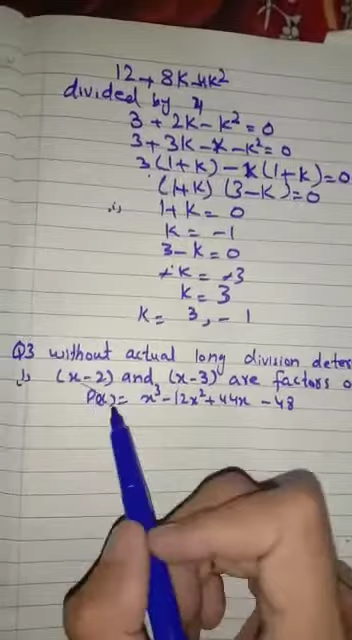 12 + 8K - 4K²
divided by 4
3 + 2K - K² = 0
3 + 3K - K - K² = 0
3(1+K) - K(1+K) = 0
(1+K) (3-K) = 0
1 + K = 0
K = -1
3 - K = 0
-K = -3
K = 3
K = 3, -1
Q3 without actual long division deter
(x-2) and (x-3) are factors o
P(x) = x³ - 12x² + 44x - 48